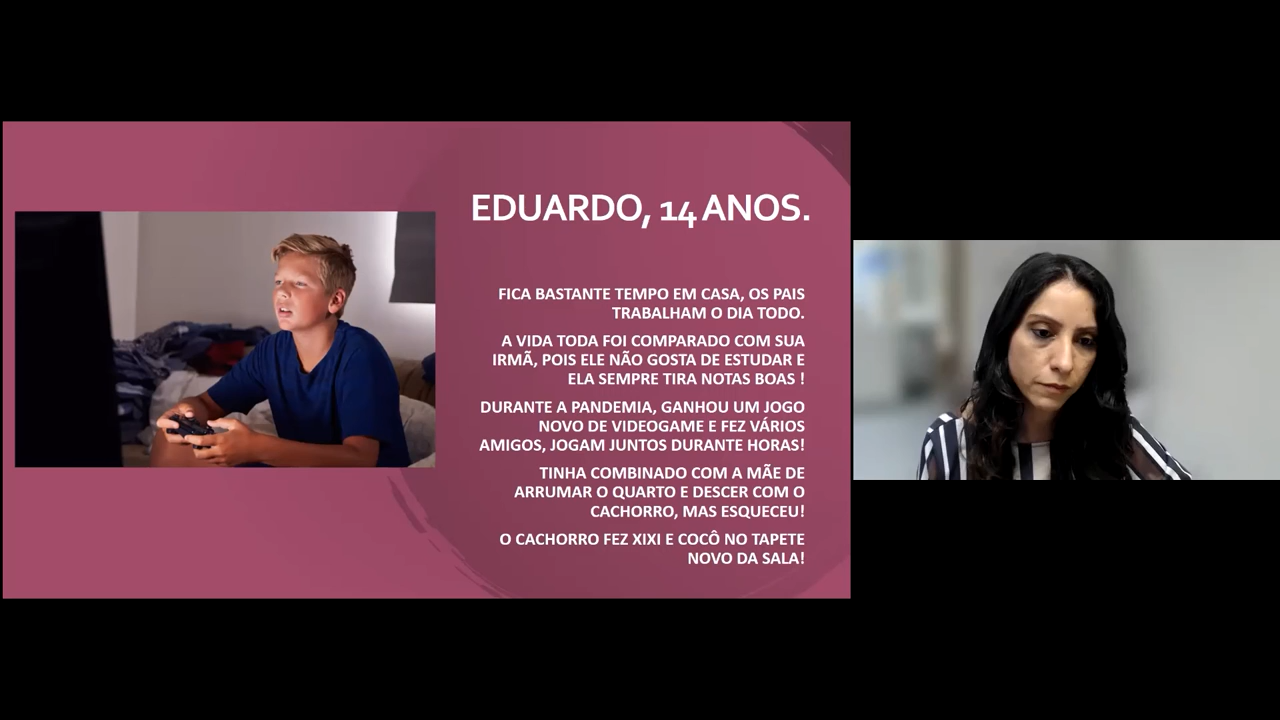 EDUARDO, 14 ANOS.
FICA BASTANTE TEMPO EM CASA, OS PAIS
TRABALHAM O DIA TODO.
A VIDA TODA FOI COMPARADO COM SUA
IRMÃ, POIS ELE NÃO GOSTA DE ESTUDAR E
ELA SEMPRE TIRA NOTAS BOAS !
DURANTE A PANDEMIA, GANHOU UM JOGO
NOVO DE VIDEOGAME E FEZ VÁRIOS
AMIGOS, JOGAM JUNTOS DURANTE HORAS!
TINHA COMBINADO COM A MÃE DE
ARRUMAR O QUARTO E DESCER COM O
CACHORRO, MAS ESQUECEU!
O CACHORRO FEZ XIXI E COCÔ NO TAPETE
NOVO DA SALA!